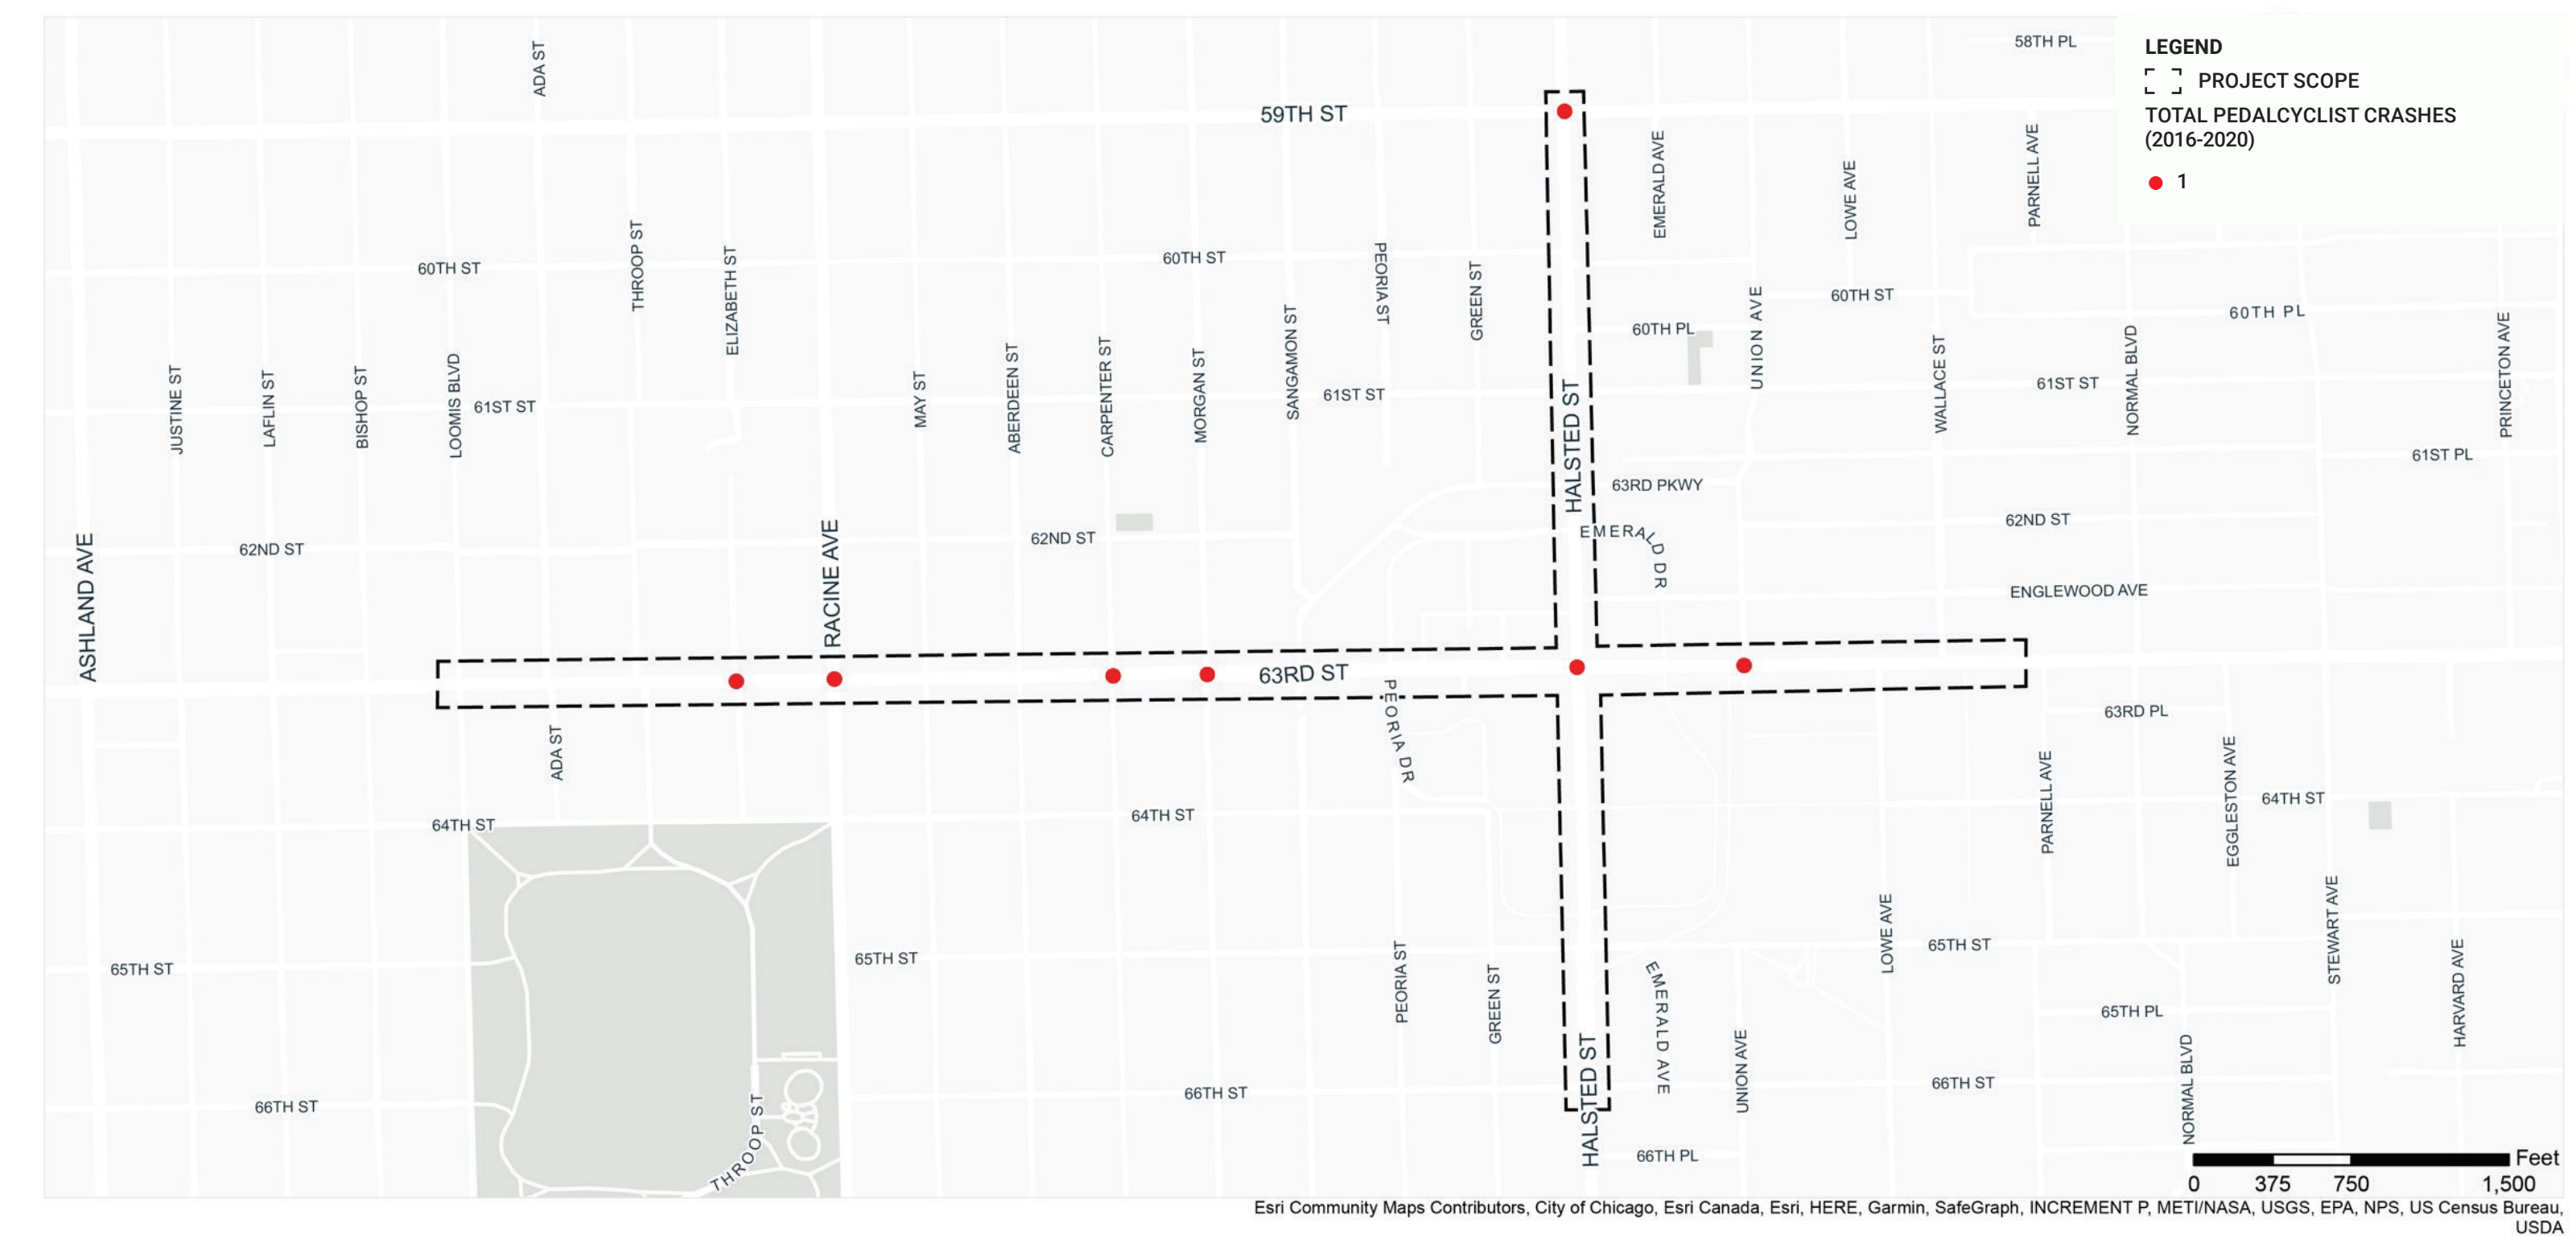 58TH PL
LEGEND
PROJECT SCOPE
TOTAL PEDALCYCLIST CRASHES
(2016-2020)
1
ADA ST
59TH ST
EMERALD AVE
LOWE AVE
PARNELL AVE
60TH ST
THROOP ST
ELIZABETH ST
60TH ST
PEORIA ST
GREEN ST
60TH ST
60TH PL
UNION AVE
60TH PL
JUSTINE ST
LAFLIN ST
BISHOP ST
LOOMIS BLVD
61ST ST
MAY ST
ABERDEEN ST
CARPENTER ST
MORGAN ST
SANGAMON ST
61ST ST
HALSTED ST
WALLACE ST
61ST ST
NORMAL BLVD
PRINCETON AVE
61ST PL
63RD PKWY
ASHLAND AVE
62ND ST
RACINE AVE
62ND ST
EMERALD DR
62ND ST
ENGLEWOOD AVE
63RD ST
PEORIA DR
63RD PL
ADA ST
PARNELL AVE
EGGLESTON AVE
64TH ST
64TH ST
64TH ST
65TH ST
65TH ST
PEORIA ST
GREEN ST
EMERALD AVE
LOWE AVE
65TH ST
STEWART AVE
HARVARD AVE
65TH PL
66TH ST
THROOP ST
66TH ST
HALSTED ST
UNION AVE
66TH ST
NORMAL BLVD
66TH PL
Feet
0 375 750 1,500
Esri Community Maps Contributors, City of Chicago, Esri Canada, Esri, HERE, Garmin, SafeGraph, INCREMENT P, METI/NASA, USGS, EPA, NPS, US Census Bureau,
USDA